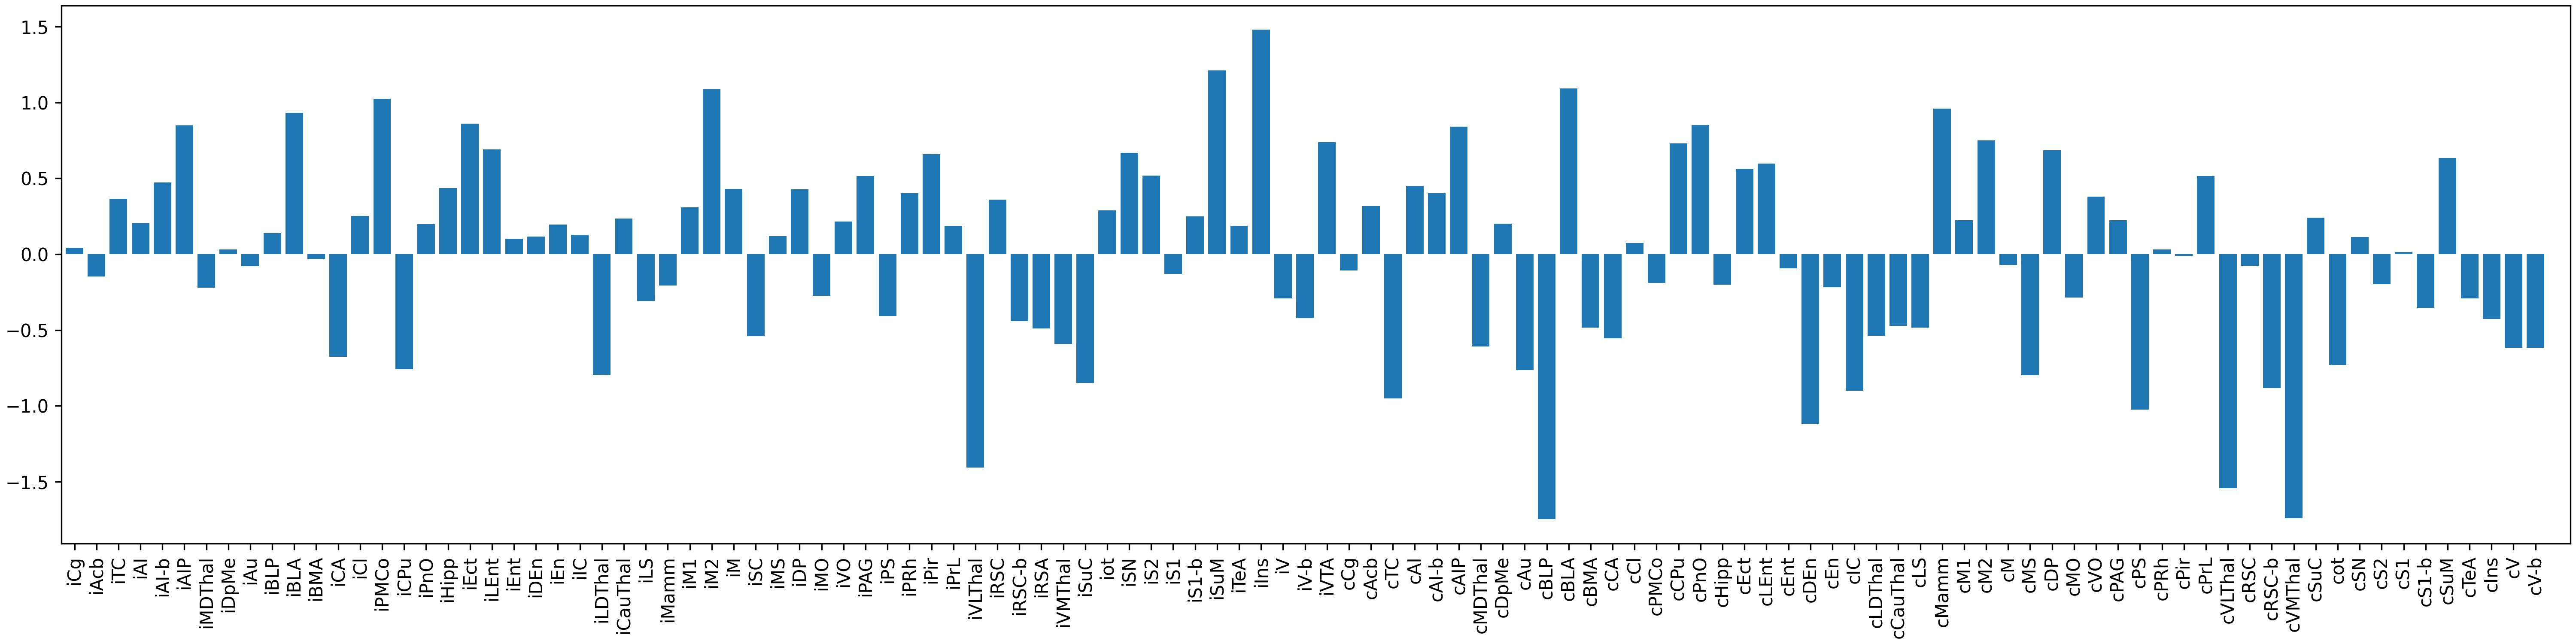 1.5
1.0
0.5
0.0
−0.5
−1.0
−1.5
iCg
iAcb
iTC
iAI
iAI-b
iAIP
iMDThal
iDpMe
iAu
iBLP
iBLA
iBMA
iCA
iCl
iPMCo
iCPu
iPnO
iHipp
iEct
iLEnt
iEnt
iDEn
iEn
iIC
iLDThal
iCauThal
iLS
iMamm
iM1
iM2
iM
iSC
iMS
iDP
iMO
iVO
iPAG
iPS
iPRh
iPir
iPrL
iVLThal
iRSC
iRSC-b
iRSA
iVMThal
iSuC
iot
iSN
iS2
iS1
iS1-b
iSuM
iTeA
iIns
iV
iV-b
iVTA
cCg
cAcb
cTC
cAI
cAI-b
cAIP
cMDThal
cDpMe
cAu
cBLP
cBLA
cBMA
cCA
cCl
cPMCo
cCPu
cPnO
cHipp
cEct
cLEnt
cEnt
cDEn
cEn
cIC
cLDThal
cCauThal
cLS
cMamm
cM1
cM2
cM
cMS
cDP
cMO
cVO
cPAG
cPS
cPRh
cPir
cPrL
cVLThal
cRSC
cRSC-b
cVMThal
cSuC
cot
cSN
cS2
cS1
cS1-b
cSuM
cTeA
cIns
cV
cV-b